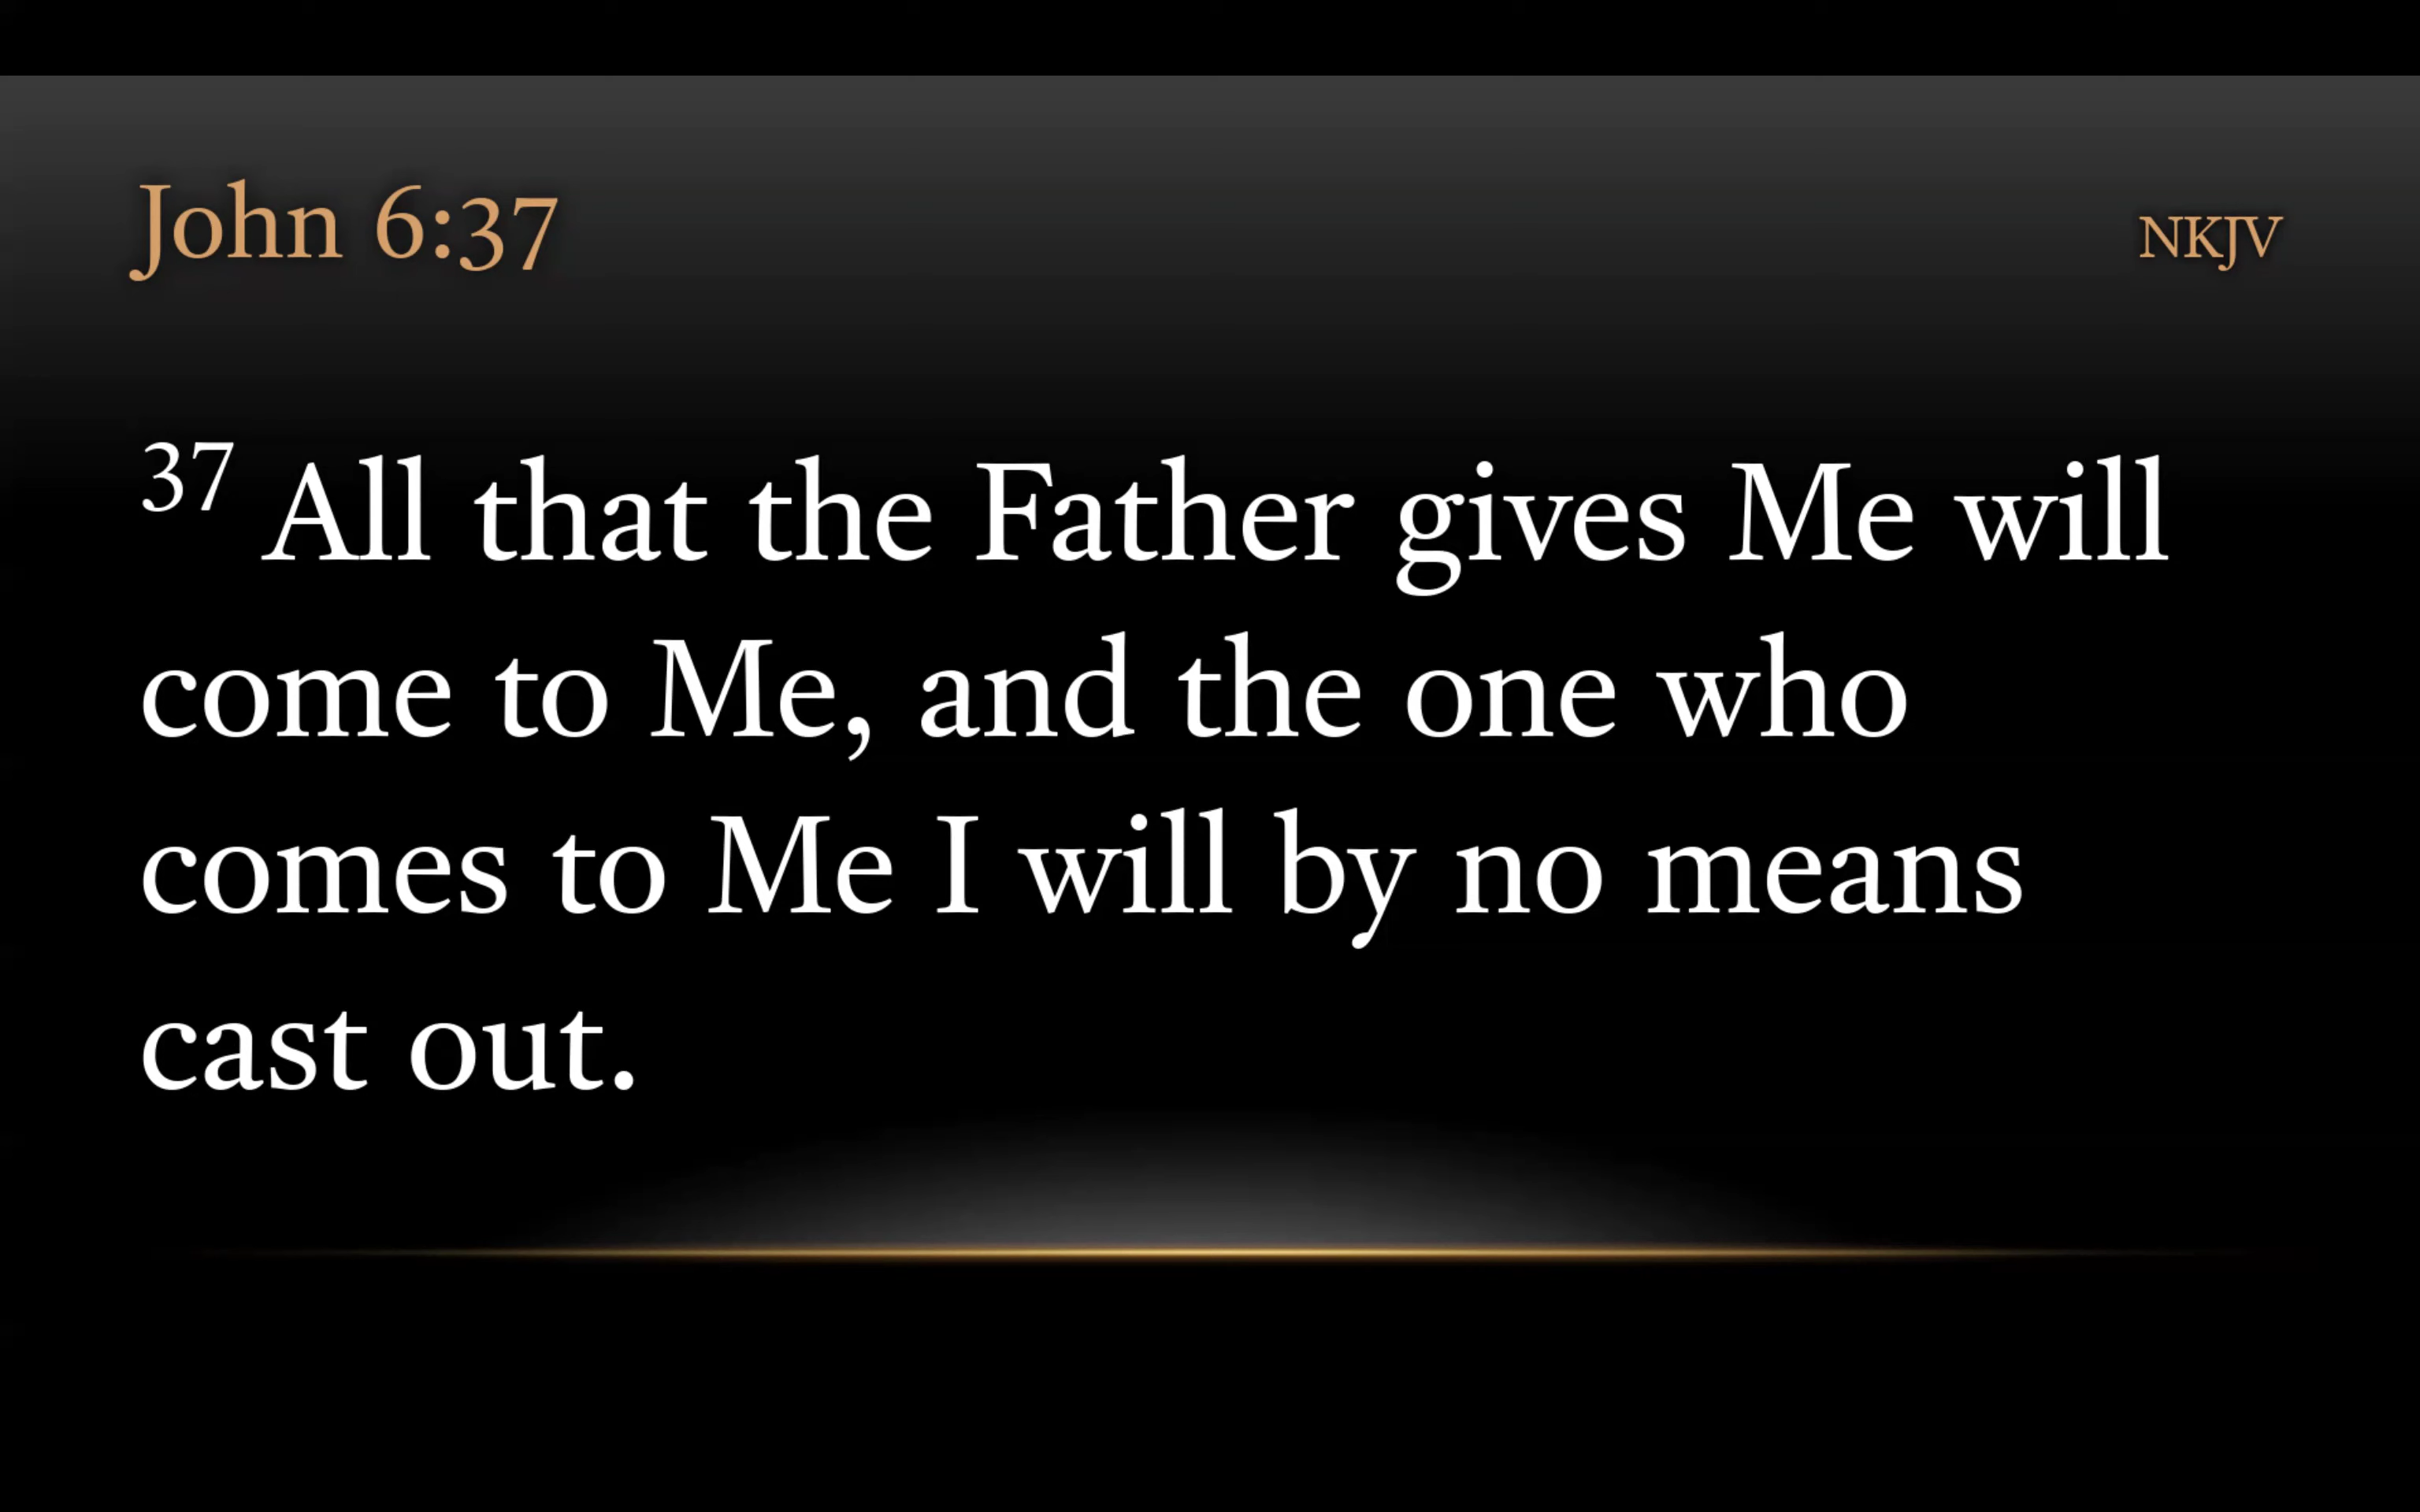 John 6:37
NKJV
37 All that the Father gives Me will
come to Me, and the one who
comes to Me I will by no means
cast out.